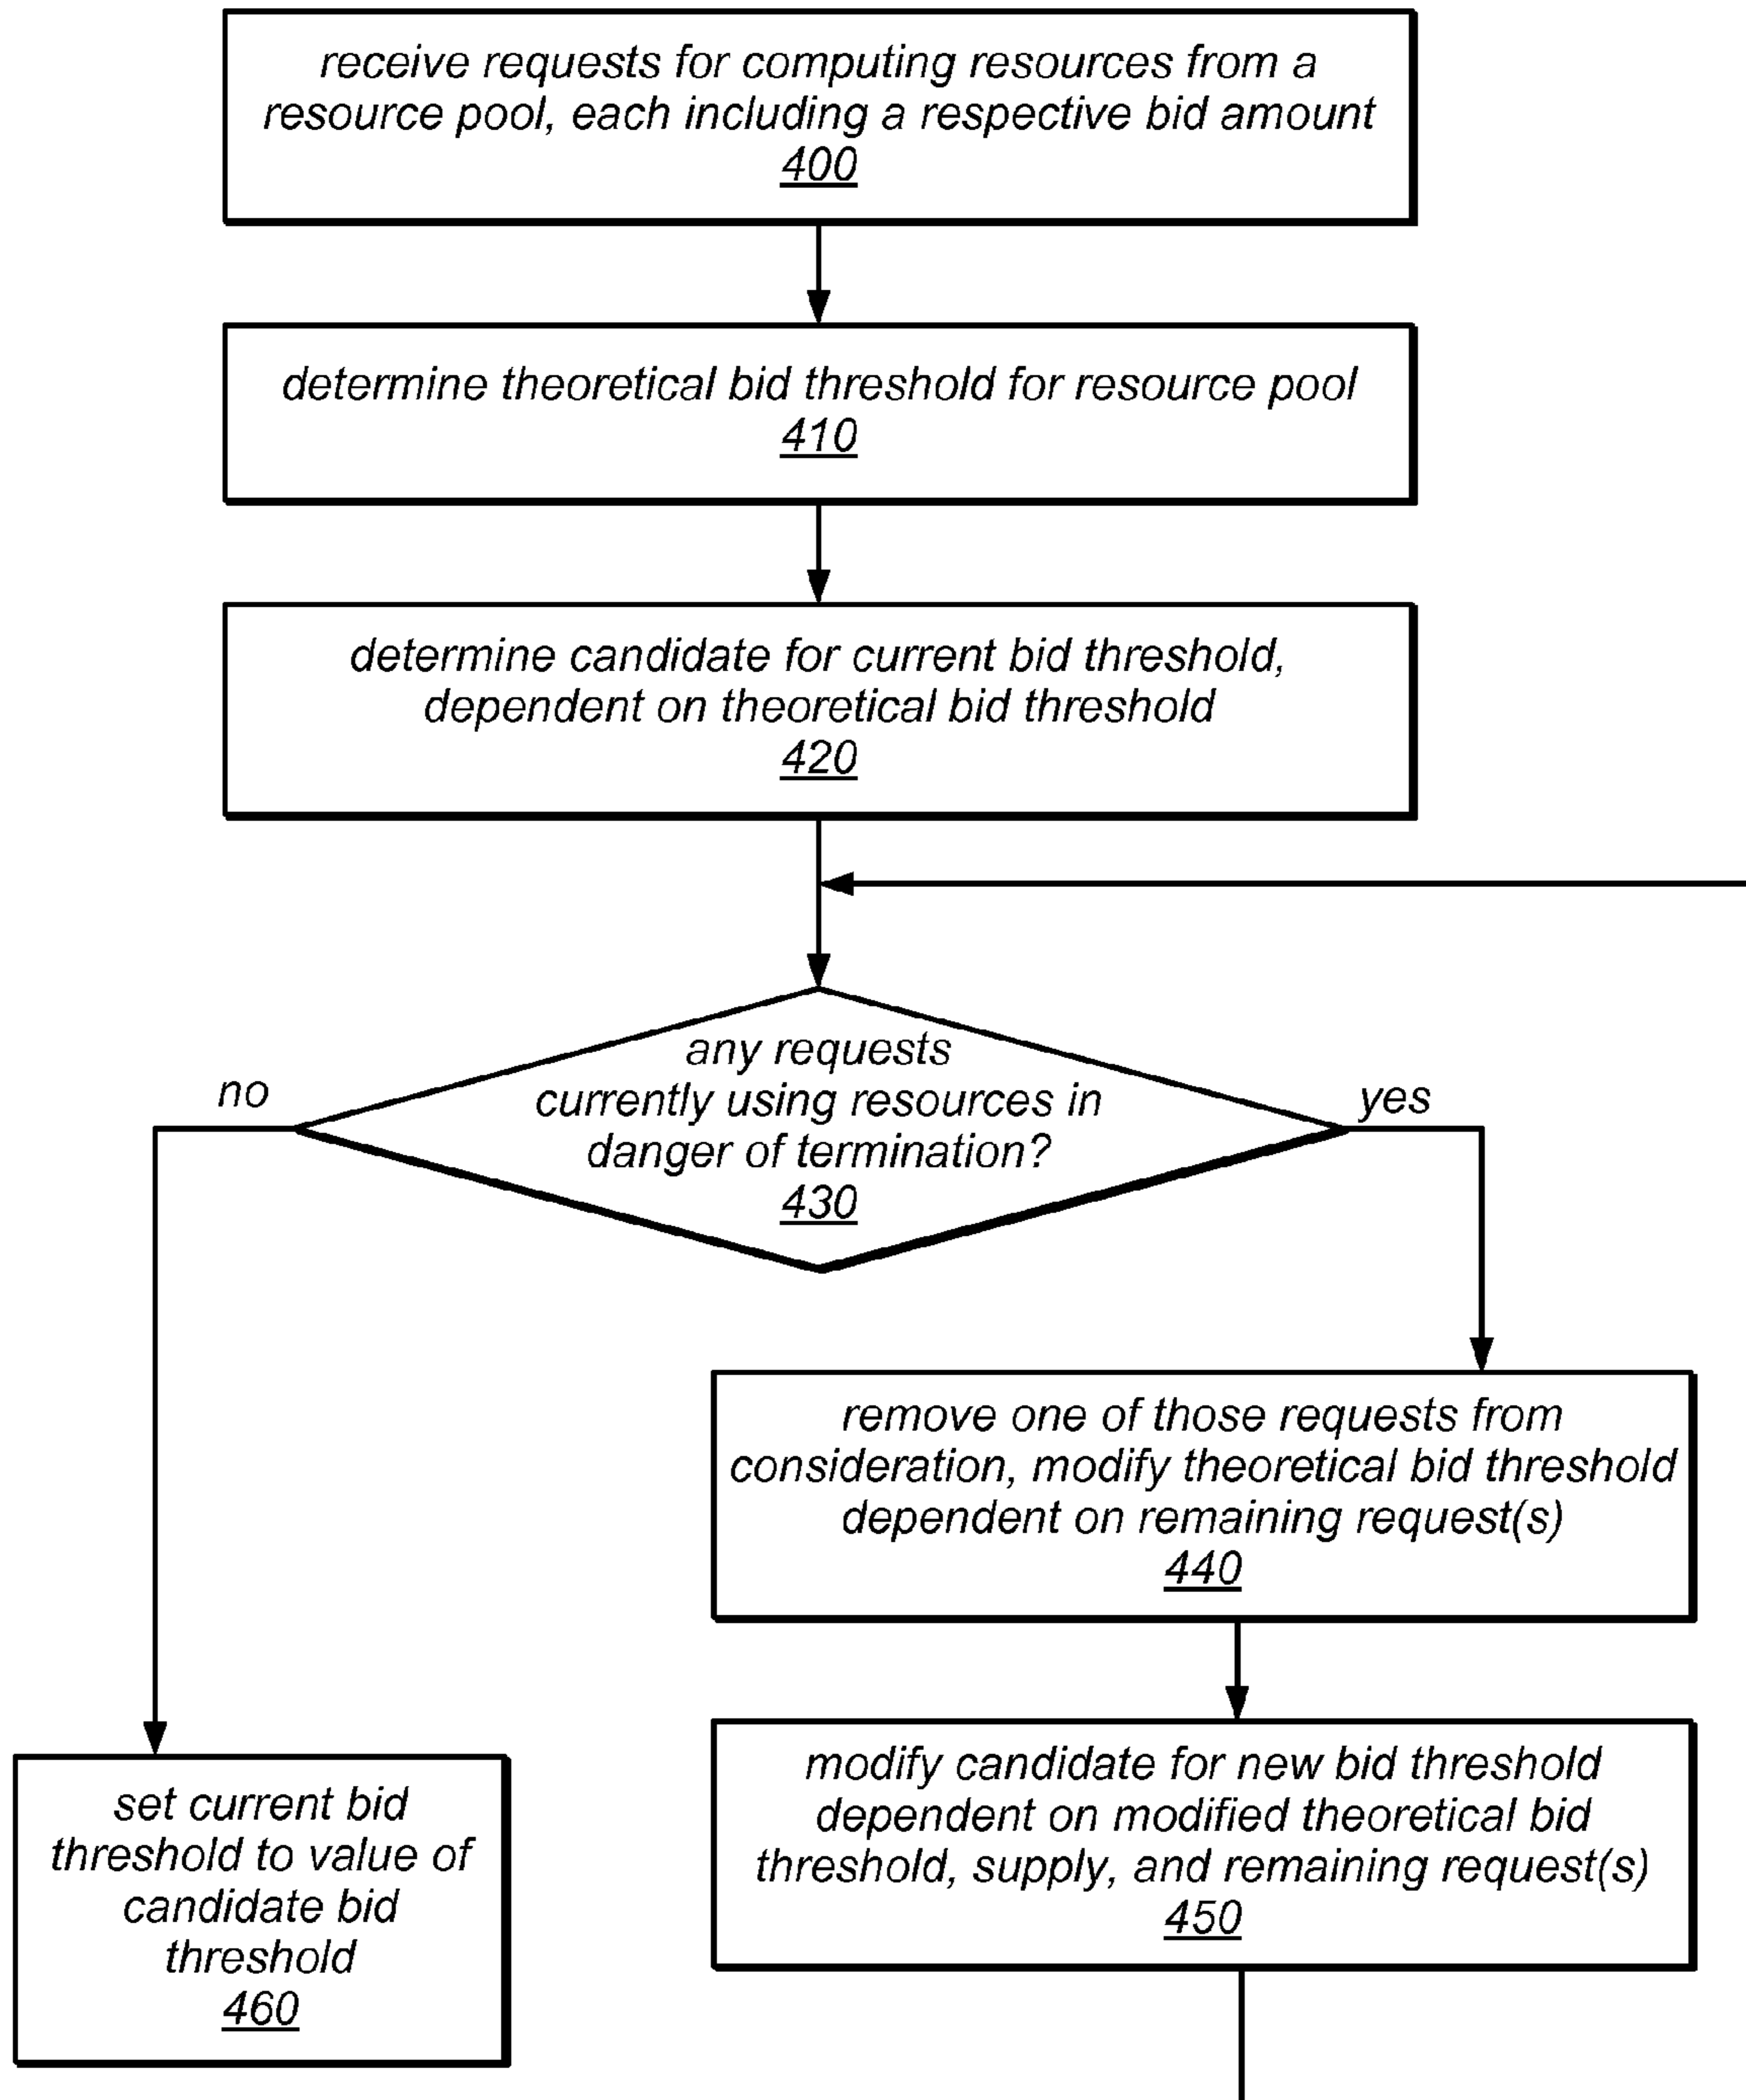 receive requests for computing resources from a
resource pool, each including a respective bid amount
400
determine theoretical bid threshold for resource pool
410
determine candidate for current bid threshold,
dependent on theoretical bid threshold
420
any requests
currently using resources in
danger of termination?
430
no
yes
remove one of those requests from
consideration, modify theoretical bid threshold
dependent on remaining request(s)
440
modify candidate for new bid threshold
dependent on modified theoretical bid
threshold, supply, and remaining request(s)
450
set current bid
threshold to value of
candidate bid
threshold
460